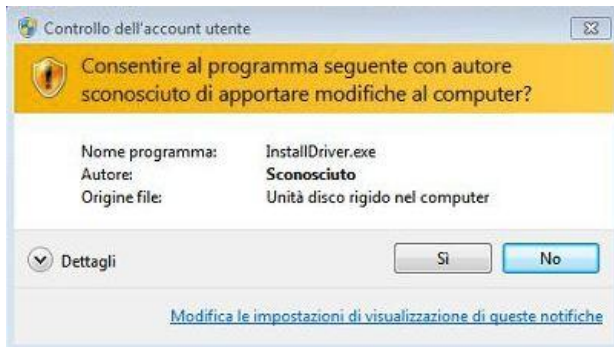 Controllo dell'account utente
Consentire al programma seguente con autore
sconosciuto di apportare modifiche al computer?
Nome programma: InstallDriver.exe
Autore: Sconosciuto
Origine file: Unità disco rigido nel computer
Dettagli Sì No
Modifica le impostazioni di visualizzazione di queste notifiche